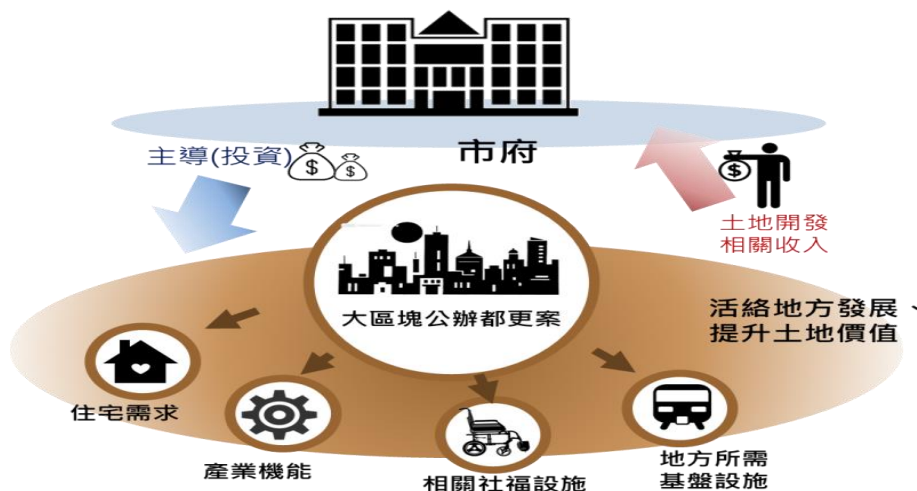 市府
主導(投資)
$
$
$
土地開發
相關收入
大區塊公辦都更案
活絡地方發展、
提升土地價值
住宅需求
產業機能
相關社福設施
地方所需
基盤設施